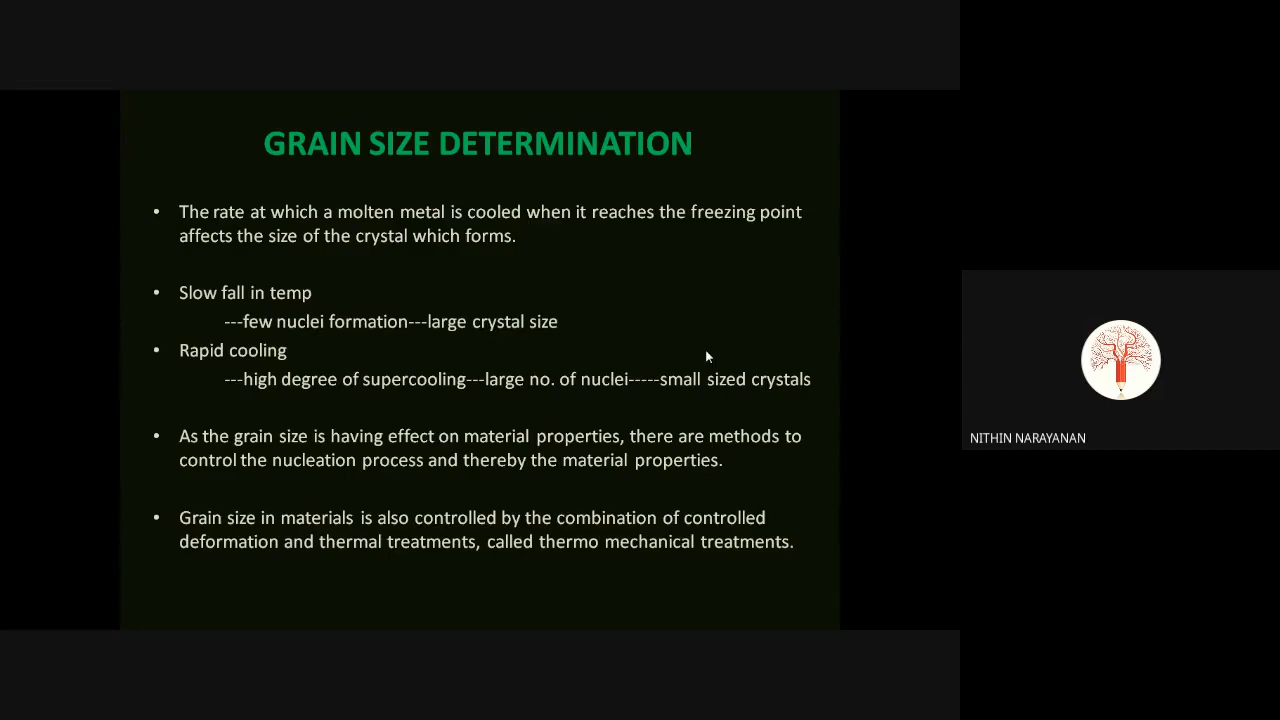 GRAIN SIZE DETERMINATION
• The rate at which a molten metal is cooled when it reaches the freezing point
affects the size of the crystal which forms.
• Slow fall in temp
---few nuclei formation---large crystal size
• Rapid cooling
---high degree of supercooling---large no. of nuclei-----small sized crystals
• As the grain size is having effect on material properties, there are methods to
control the nucleation process and thereby the material properties.
• Grain size in materials is also controlled by the combination of controlled
deformation and thermal treatments, called thermo mechanical treatments.
NITHIN NARAYANAN